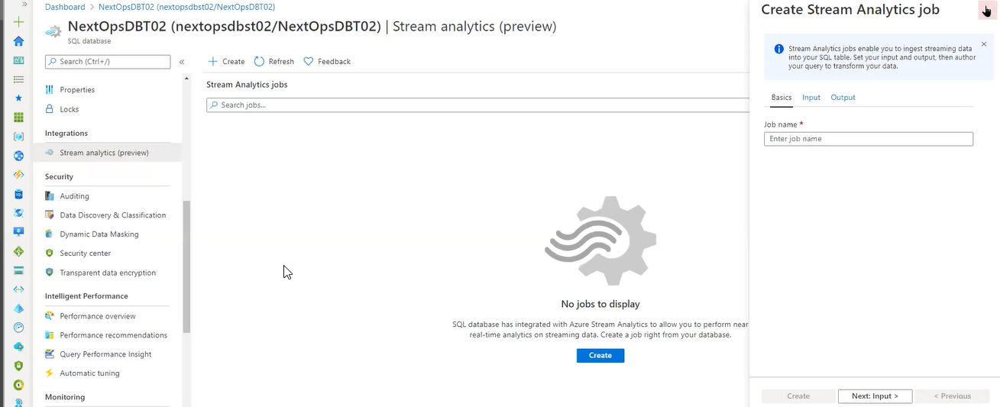 Dashboard > NextOpsDBT02 (nextopsdbst02/NextOpsDBT02)
NextOpsDBT02 (nextopsdbst02/NextOpsDBT02) | Stream analytics (preview)
SQL database
Search (Ctrl+/)
«
Properties
Locks
Integrations
Stream analytics (preview)
Security
Auditing
Data Discovery & Classification
Dynamic Data Masking
Security center
Transparent data encryption
Intelligent Performance
Performance overview
Performance recommendations
Query Performance Insight
Automatic tuning
Monitoring
Create Refresh Feedback
Stream Analytics jobs
Search jobs...
No jobs to display
SQL database has integrated with Azure Stream Analytics to allow you to perform near
real-time analytics on streaming data. Create a job right from your database.
Create
Create Stream Analytics job
Stream Analytics jobs enable you to ingest streaming data
into your SQL table. Set your input and output, then author
your query to transform your data.
Basics Input Output
Job name *
Enter job name
Create Next: Input > < Previous